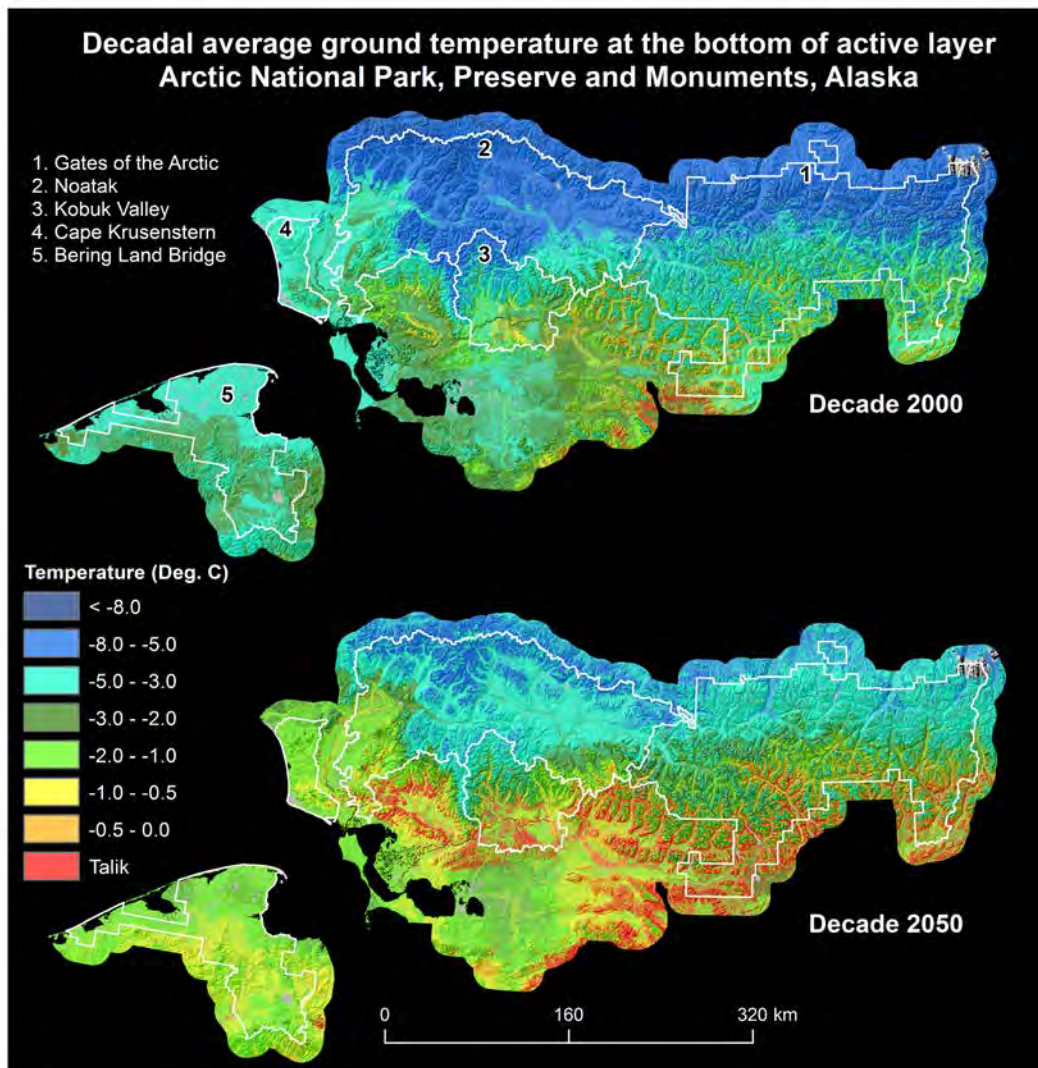 Decadal average ground temperature at the bottom of active layer
Arctic National Park, Preserve and Monuments, Alaska
1. Gates of the Arctic
2. Noatak
3. Kobuk Valley
4. Cape Krusenstern
5. Bering Land Bridge
2
1
4
3
5
Decade 2000
Temperature (Deg. C)
< -8.0
-8.0 - -5.0
-5.0 - -3.0
-3.0 - -2.0
-2.0 - -1.0
-1.0 - -0.5
-0.5 - 0.0
Talik
Decade 2050
0 160 320 km